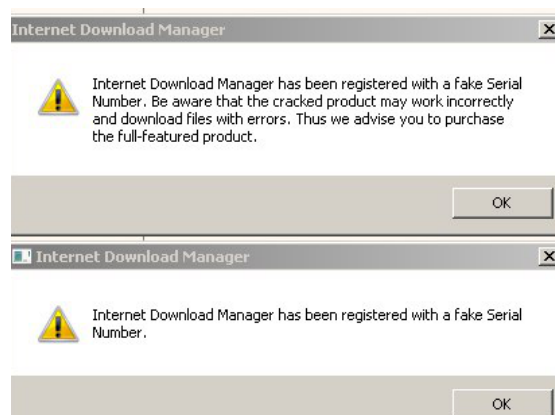 Internet Download Manager
Internet Download Manager has been registered with a fake Serial
Number. Be aware that the cracked product may work incorrectly
and download files with errors. Thus we advise you to purchase
the full-featured product.
OK
Internet Download Manager
Internet Download Manager has been registered with a fake Serial
Number.
OK